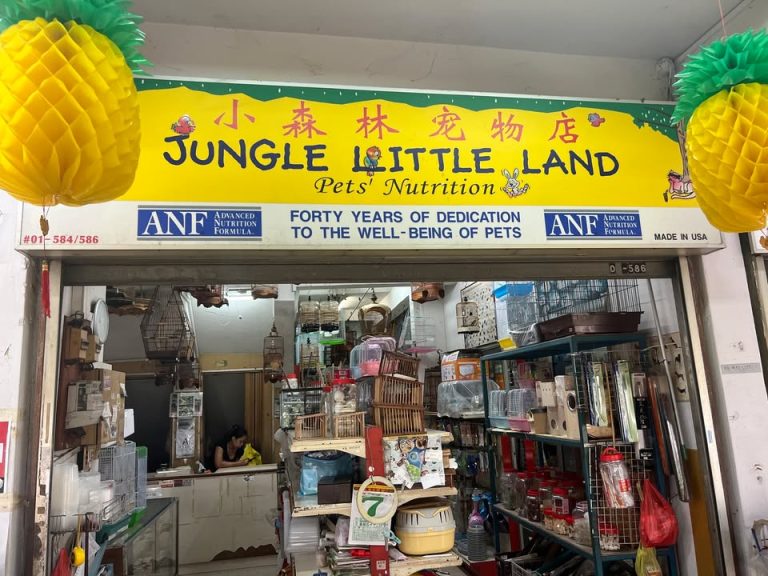 小森林宠物店
JUNGLE LITTLE LAND
Pets' Nutrition
#01-584/586
ANF ADVANCED NUTRITION FORMULA
FORTY YEARS OF DEDICATION
TO THE WELL-BEING OF PETS
ANF ADVANCED NUTRITION FORMULA
MADE IN USA
-586
7